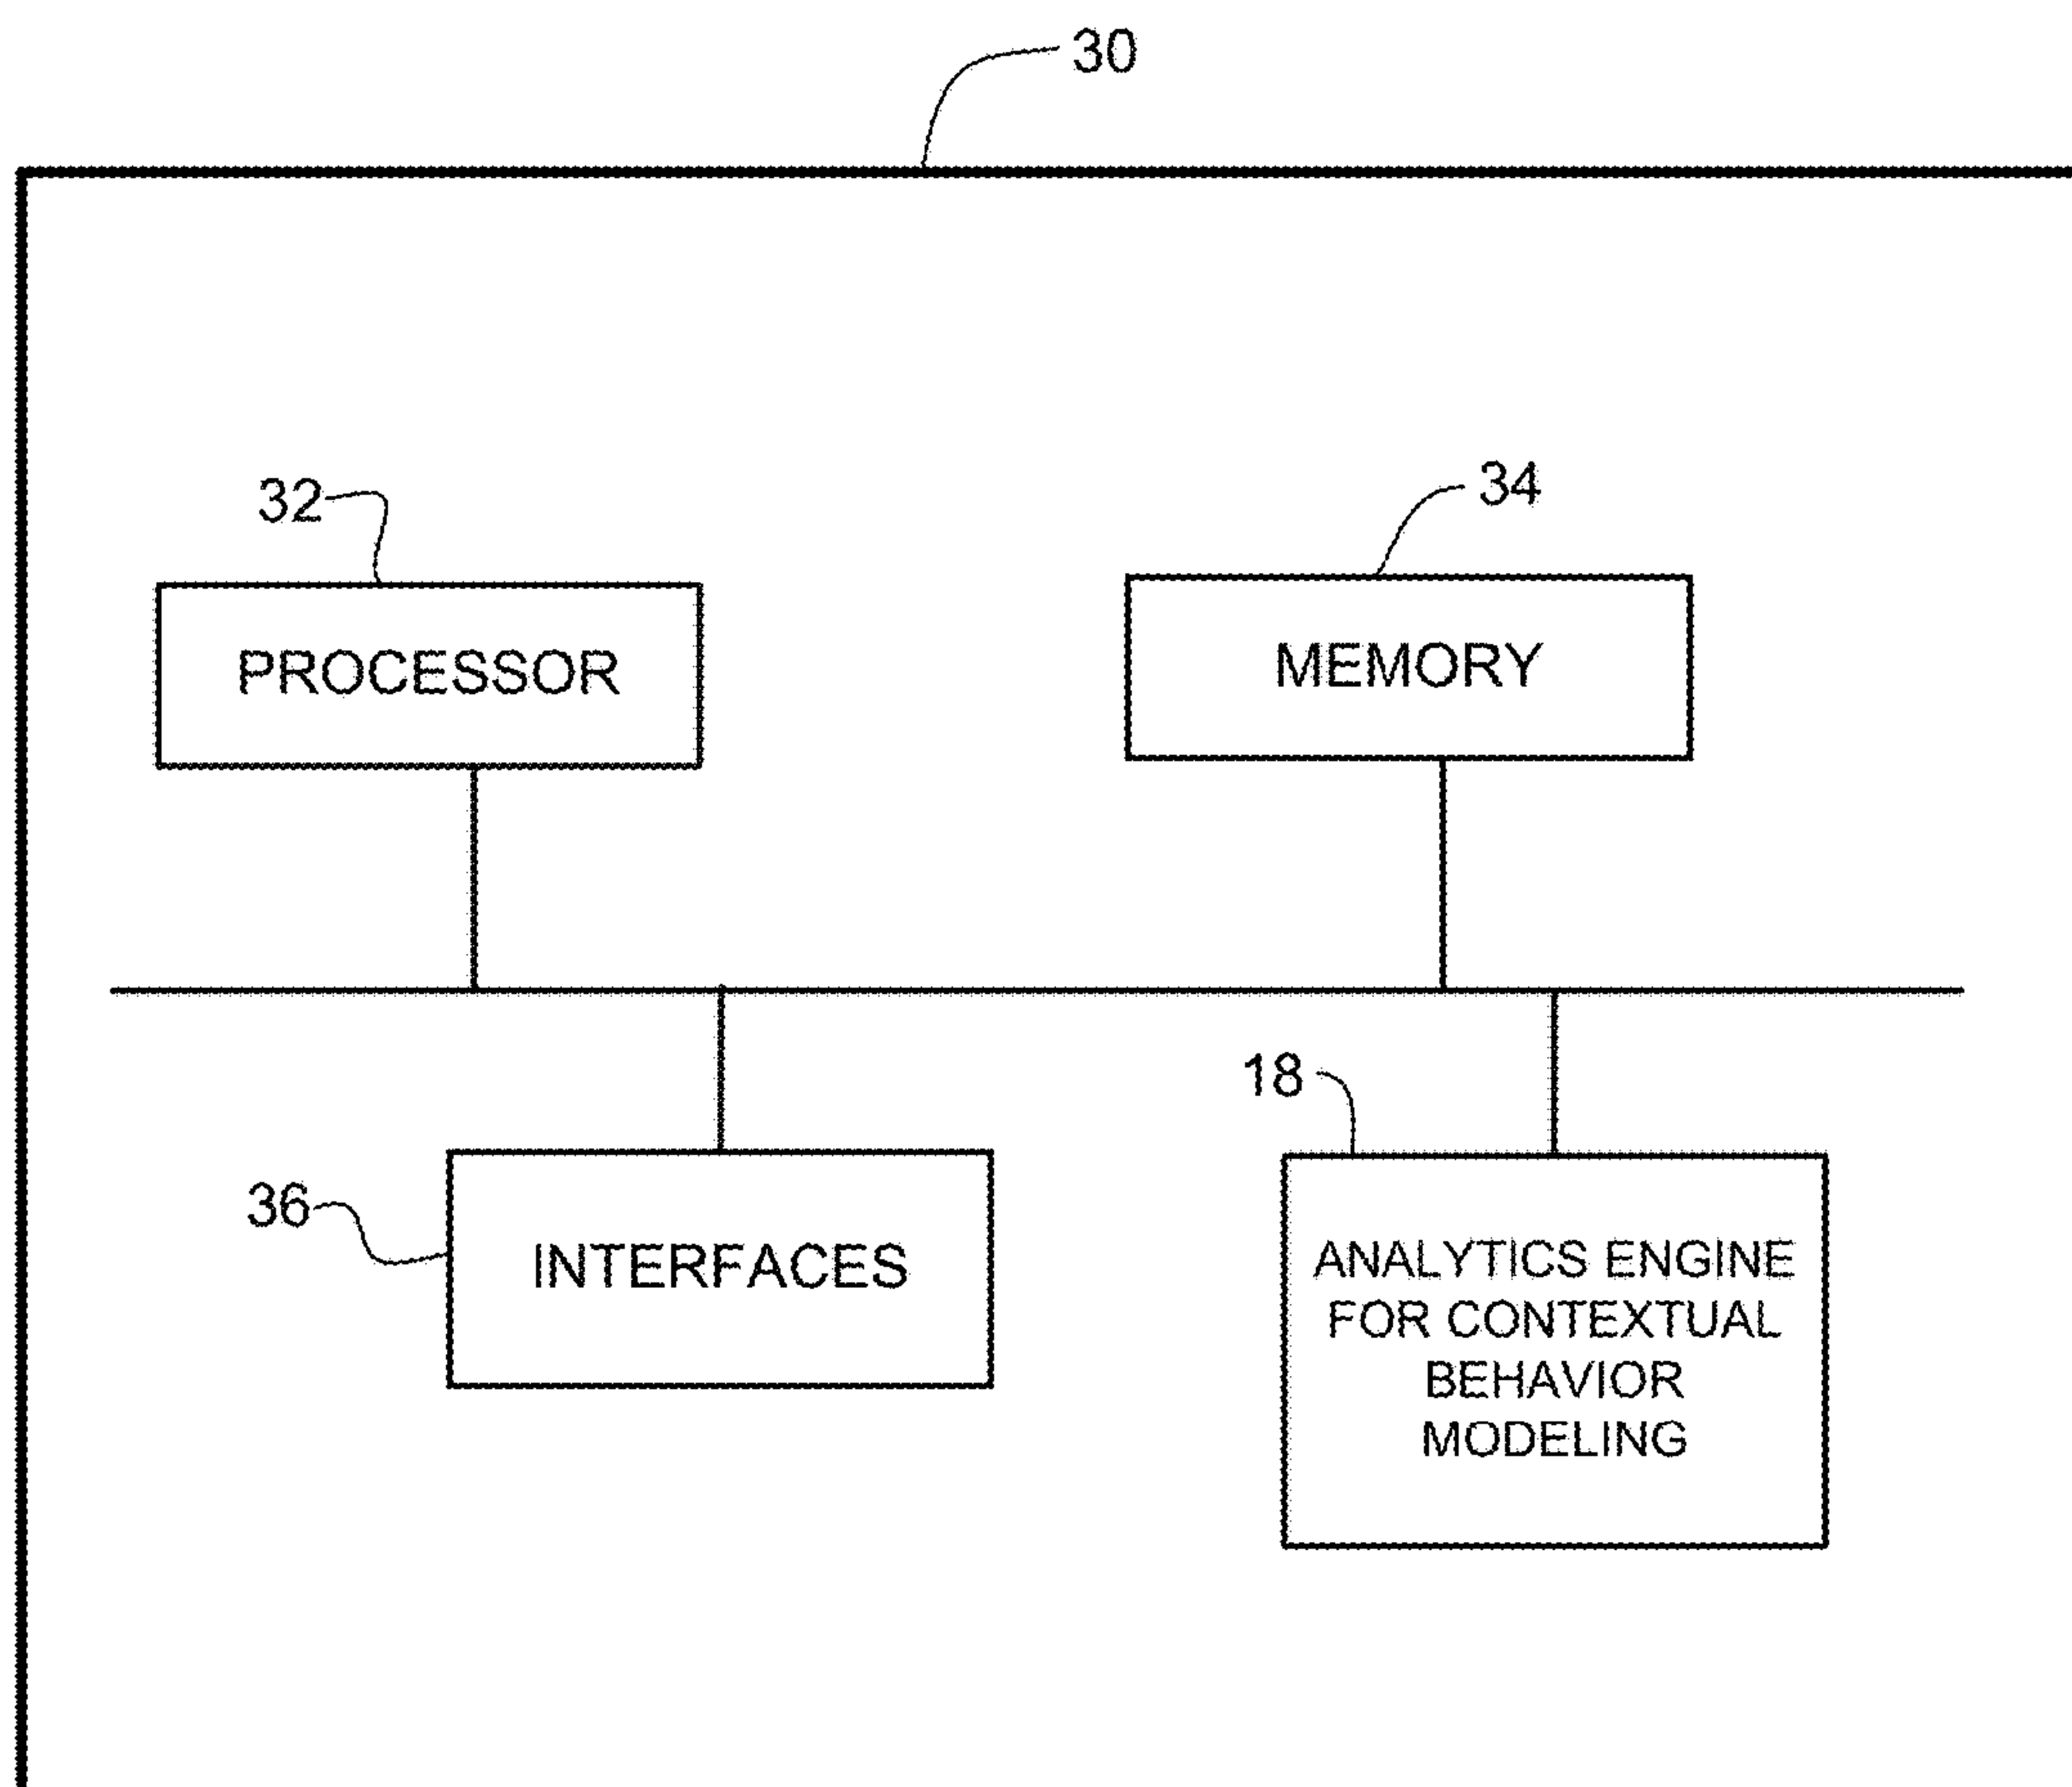 30
32
34
PROCESSOR
MEMORY
18
36
INTERFACES
ANALYTICS ENGINE
FOR CONTEXTUAL
BEHAVIOR
MODELING